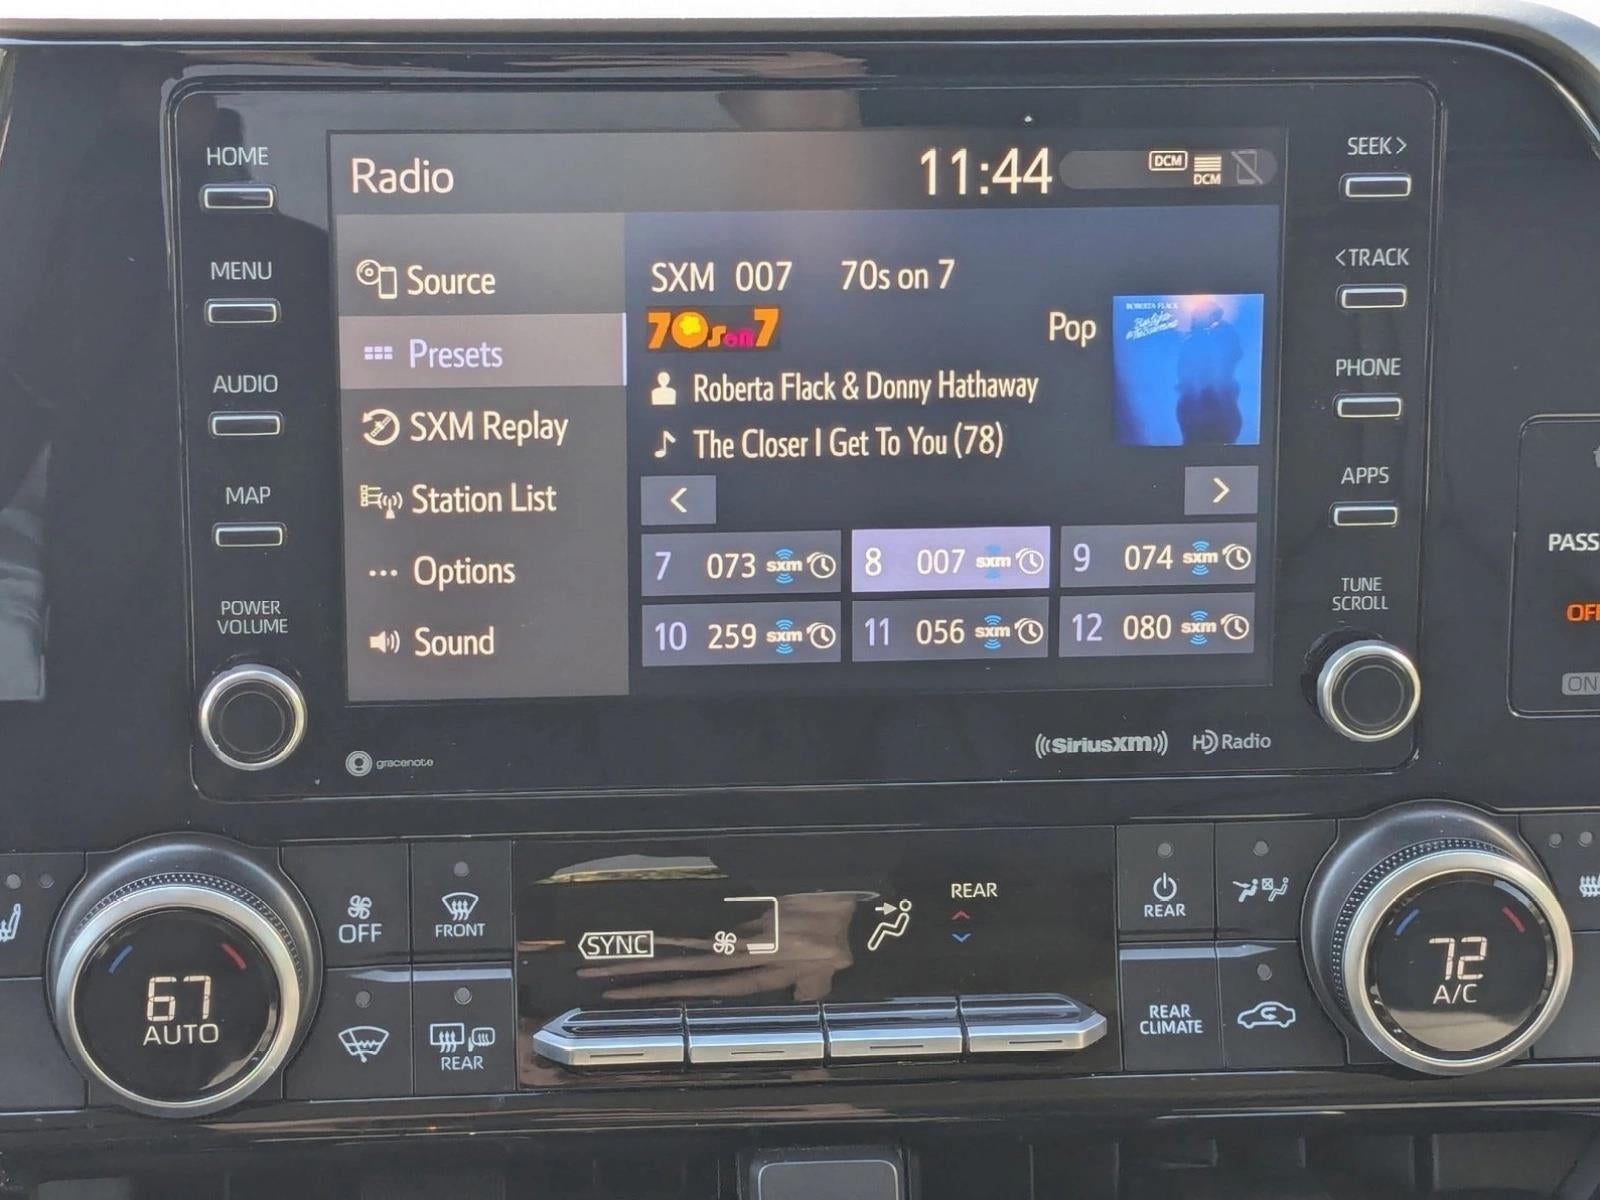 HOME
MENU
AUDIO
MAP
POWER
VOLUME
Radio
11:44
DCM
DCM
Source
Presets
SXM Replay
Station List
Options
Sound
SXM 007 70s on 7
70s on 7
Pop
ROBERTA FLACK
Roberta Flack & Donny Hathaway
The Closer I Get To You (78)
<
>
7 073 sxm
8 007 sxm
9 074 sxm
10 259 sxm
11 056 sxm
12 080 sxm
SEEK>
<TRACK
PHONE
APPS
TUNE
SCROLL
PASS
OFF
ON
gracenote
SiriusXM
HD Radio
67
AUTO
OFF
FRONT
REAR
SYNC
REAR
REAR
REAR
CLIMATE
72
A/C